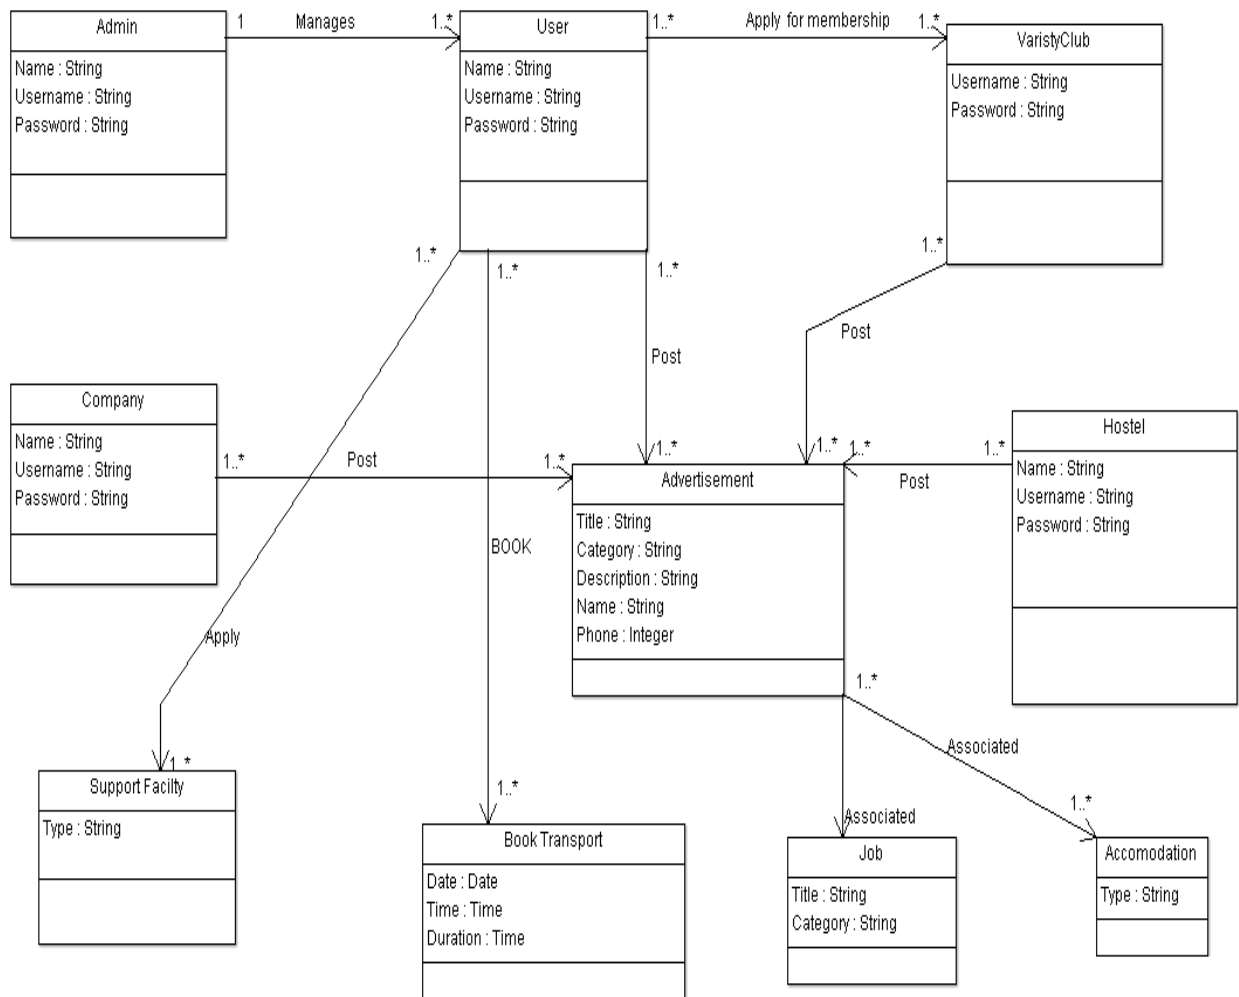 Admin
Name : String
Username : String
Password : String
1
Manages
1..*
User
Name : String
Username : String
Password : String
1..*
Apply for membership
1..*
VaristyClub
Username : String
Password : String
1..*
1..*
1..*
1..*
Post
Post
Company
Name : String
Username : String
Password : String
1..*
Post
1..*
1..*
1..*
1..*
1..*
Post
Hostel
Name : String
Username : String
Password : String
Advertisement
Title : String
Category : String
Description : String
Name : String
Phone : Integer
BOOK
Apply
1..*
Associated
1..*
Support Facilty
Type : String
1..*
Book Transport
Date : Date
Time : Time
Duration : Time
Associated
Job
Title : String
Category : String
1..*
Accomodation
Type : String